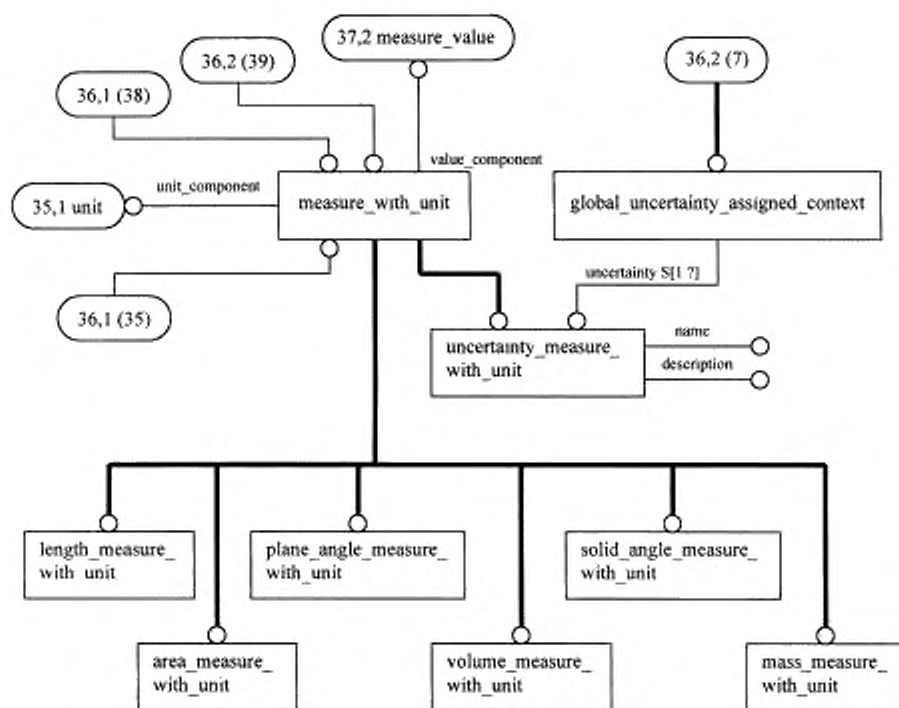 37,2 measure_value
36,2 (39)
36,2 (7)
36,1 (38)
value_component
unit_component
35,1 unit
measure_with_unit
global_uncertainty_assigned_context
uncertainty S[1 ?]
36,1 (35)
name
uncertainty_measure_
with_unit
description
length_measure_
with_unit
plane_angle_measure_
with_unit
solid_angle_measure_
with_unit
area_measure_
with_unit
volume_measure_
with_unit
mass_measure_
with_unit